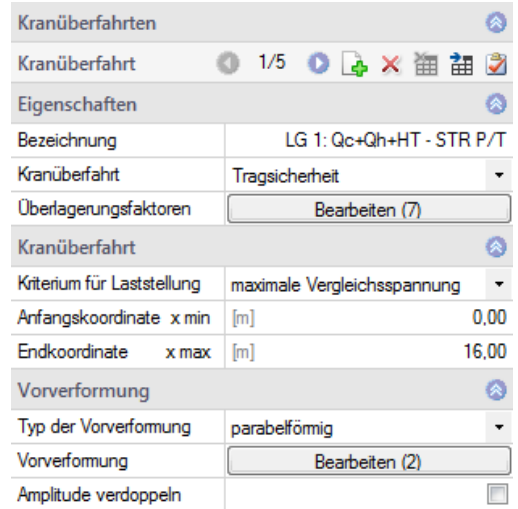 Kranüberfahrten
Kranüberfahrt 1/5
Eigenschaften
Bezeichnung LG 1: Qc+Qh+HT - STR P/T
Kranüberfahrt Tragsicherheit
Überlagerungsfaktoren Bearbeiten (7)
Kranüberfahrt
Kriterium für Laststellung maximale Vergleichsspannung
Anfangskoordinate x min [m] 0,00
Endkoordinate x max [m] 16,00
Vorverformung
Typ der Vorverformung parabelförmig
Vorverformung Bearbeiten (2)
Amplitude verdoppeln